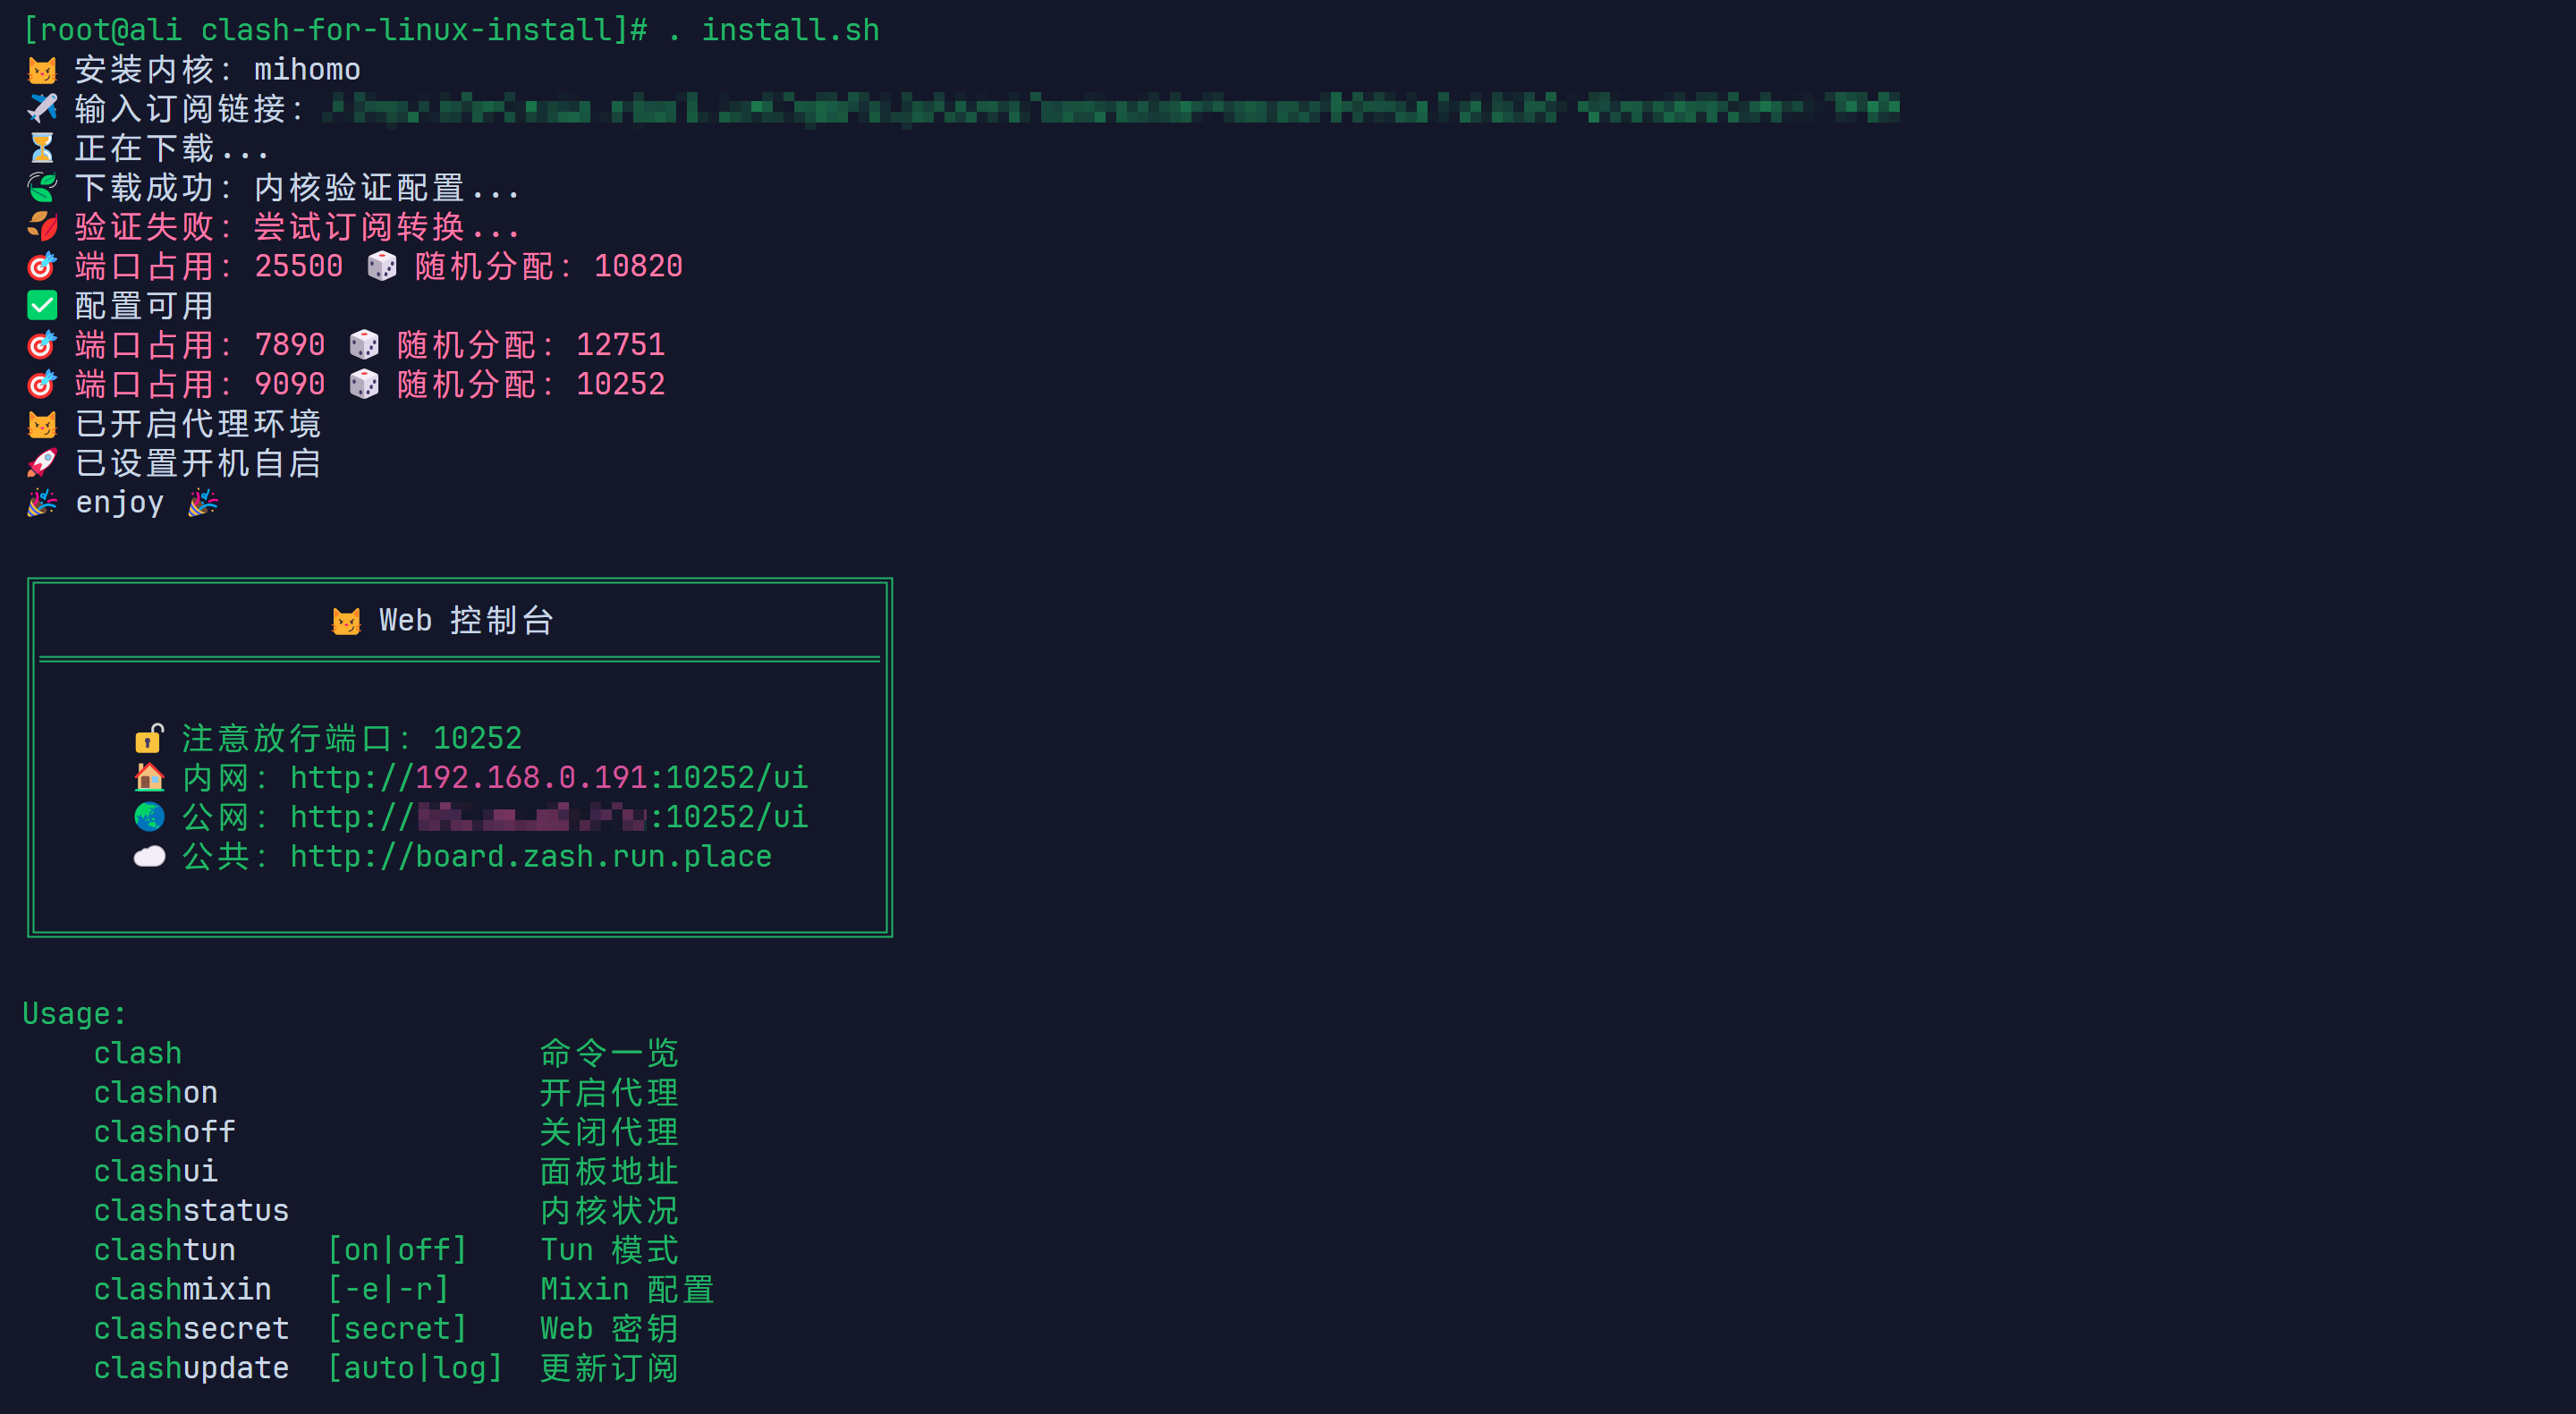 [root@ali clash-for-linux-install]# . install.sh
😼 安装内核：mihomo
✈️ 输入订阅链接：
⏳ 正在下载...
🍃 下载成功：内核验证配置...
🍂 验证失败：尝试订阅转换...
🎯 端口占用：25500 🎲 随机分配：10820
✅ 配置可用
🎯 端口占用：7890 🎲 随机分配：12751
🎯 端口占用：9090 🎲 随机分配：10252
😼 已开启代理环境
🚀 已设置开机自启
🎉 enjoy 🎉
😼 Web 控制台
🔓 注意放行端口：10252
🏠 内网：http://192.168.0.191:10252/ui
🌏 公网：http:// :10252/ui
☁️ 公共：http://board.zash.run.place
Usage:
clash 命令一览
clashon 开启代理
clashoff 关闭代理
clashui 面板地址
clashstatus 内核状况
clashtun [on|off] Tun 模式
clashmixin [-e|-r] Mixin 配置
clashsecret [secret] Web 密钥
clashupdate [auto|log] 更新订阅